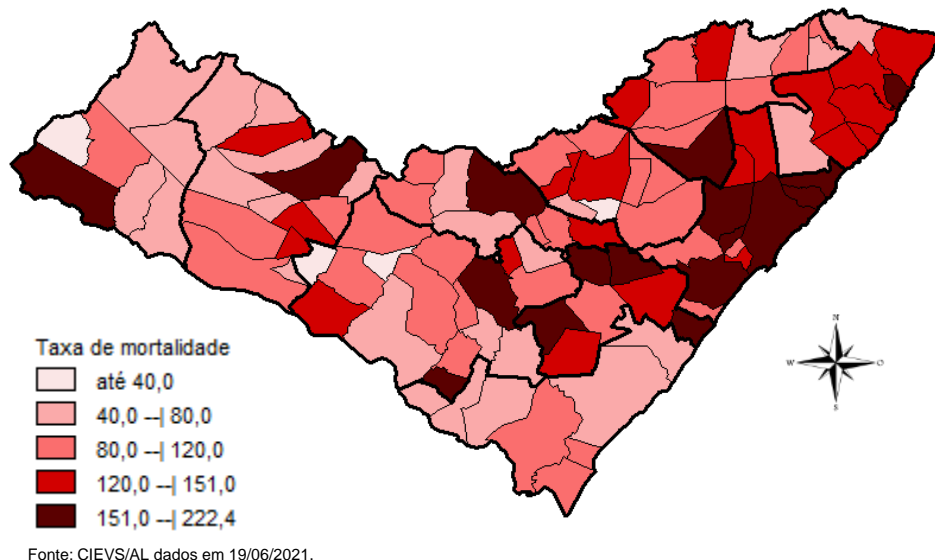 N
W
O
S
Taxa de mortalidade
até 40,0
40,0 --| 80,0
80,0 --| 120,0
120,0 --| 151,0
151,0 --| 222,4
Fonte: CIEVS/AL dados em 19/06/2021.